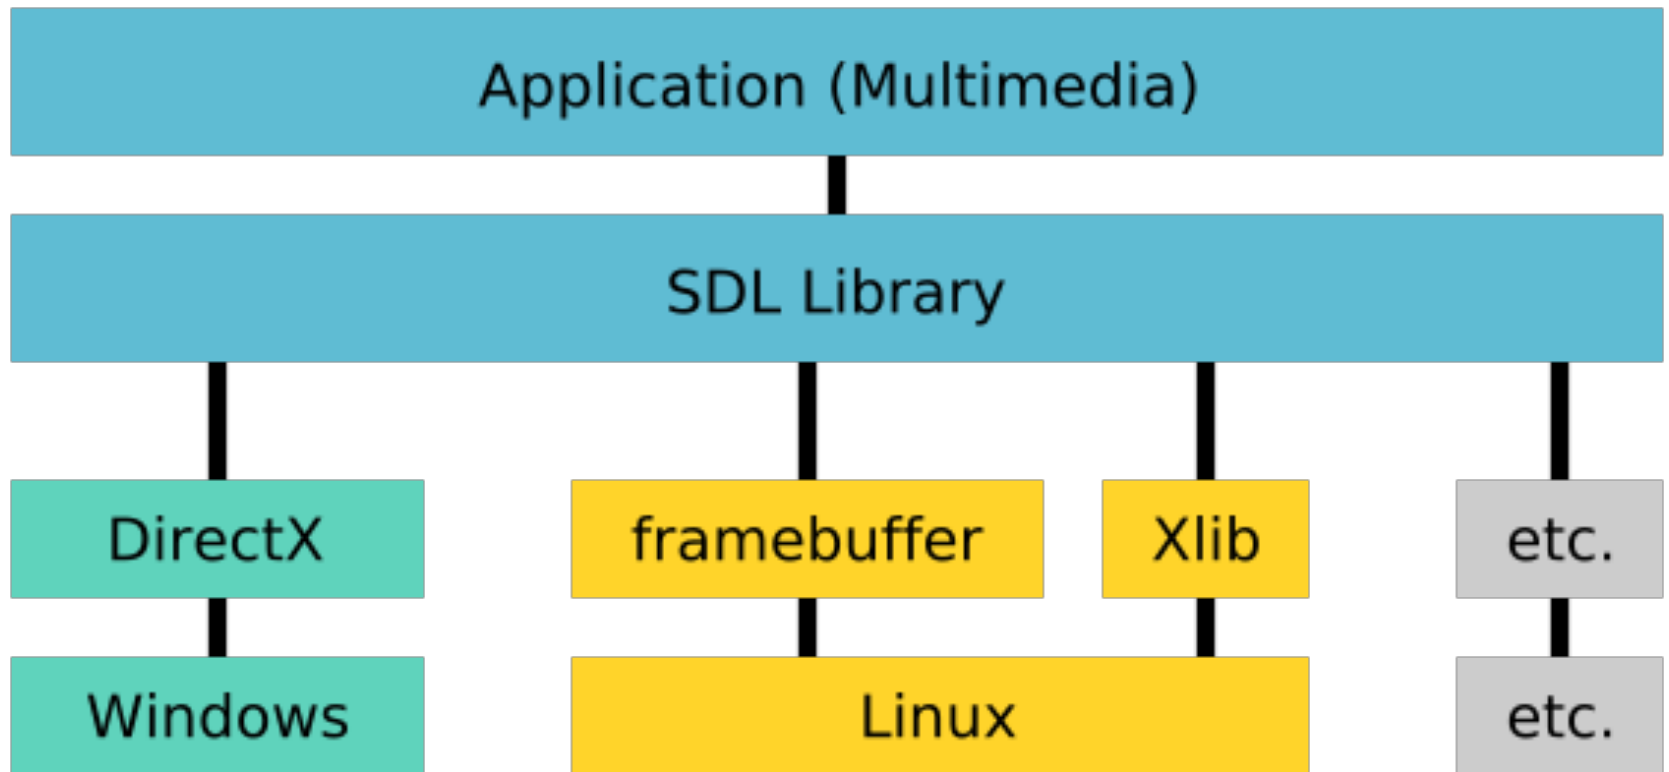 Application (Multimedia)
SDL Library
DirectX
framebuffer
Xlib
etc.
Windows
Linux
etc.